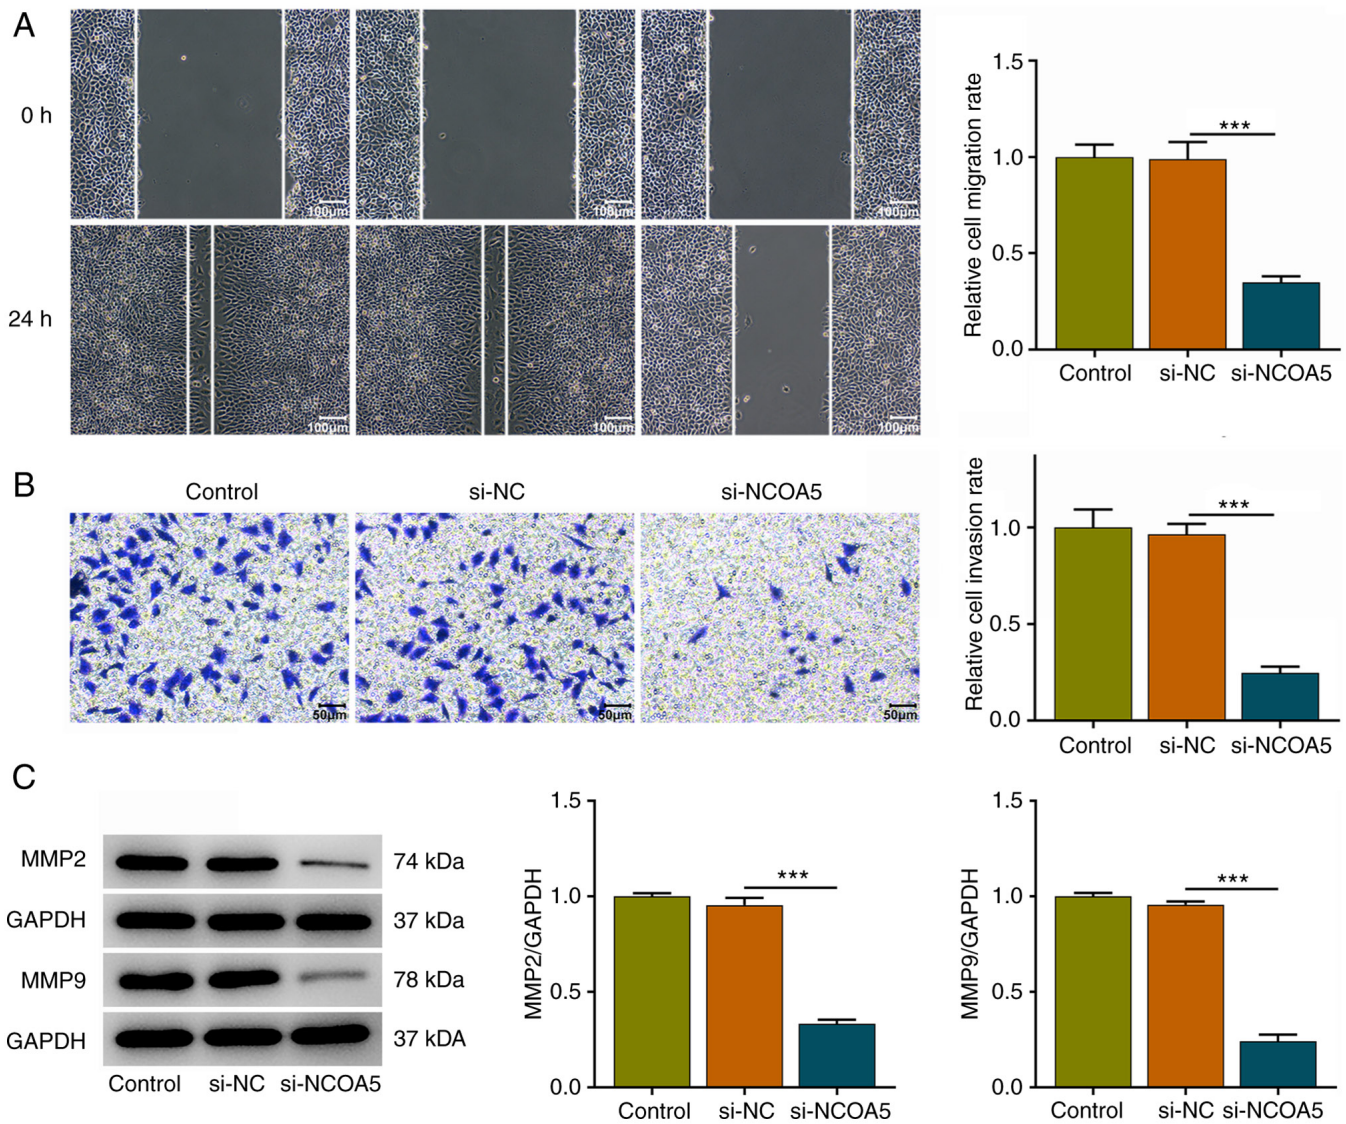 A
0 h
100μm
100μm
100μm
24 h
100μm
100μm
100μm
Relative cell migration rate
1.5
1.0
0.5
0.0
***
Control
si-NC
si-NCOA5
B
Control
si-NC
si-NCOA5
50μm
50μm
50μm
Relative cell invasion rate
1.0
0.5
0.0
***
Control
si-NC
si-NCOA5
C
MMP2
74 kDa
GAPDH
37 kDa
MMP9
78 kDa
GAPDH
37 kDA
Control
si-NC
si-NCOA5
MMP2/GAPDH
1.5
1.0
0.5
0.0
***
Control
si-NC
si-NCOA5
MMP9/GAPDH
1.5
1.0
0.5
0.0
***
Control
si-NC
si-NCOA5